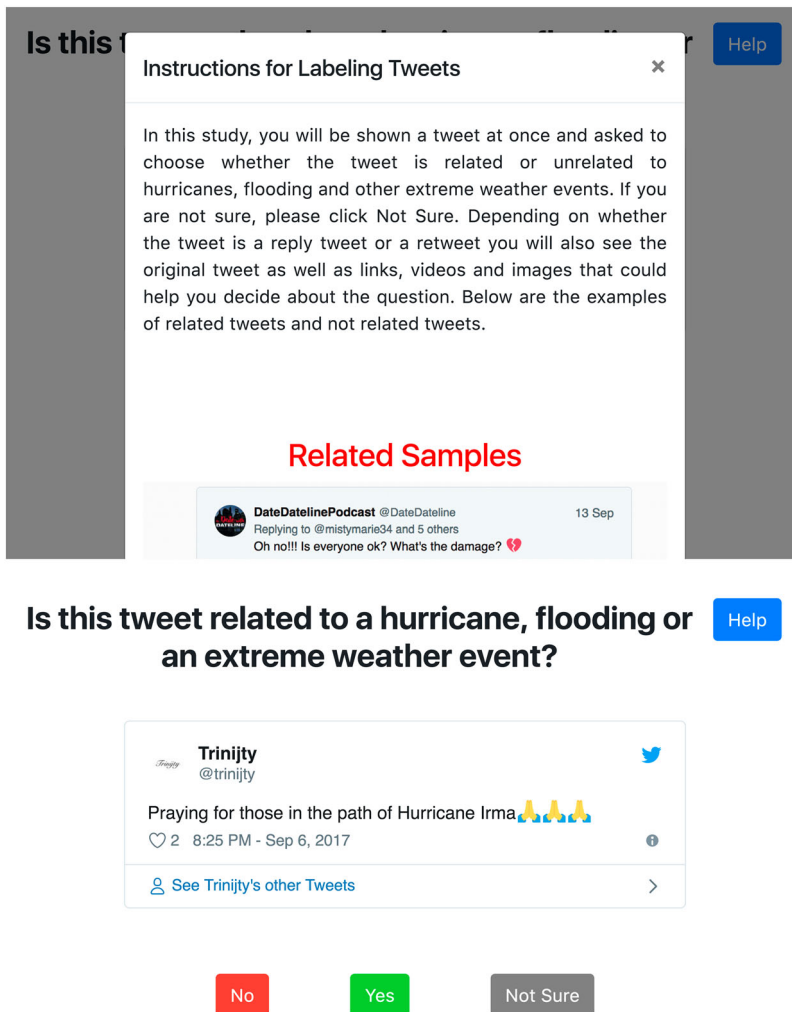 Is this t
r
Help
Instructions for Labeling Tweets
×
In this study, you will be shown a tweet at once and asked to
choose whether the tweet is related or unrelated to
hurricanes, flooding and other extreme weather events. If you
are not sure, please click Not Sure. Depending on whether
the tweet is a reply tweet or a retweet you will also see the
original tweet as well as links, videos and images that could
help you decide about the question. Below are the examples
of related tweets and not related tweets.
Related Samples
DATELINE
DateDatelinePodcast @DateDateline 13 Sep
Replying to @mistymarie34 and 5 others
Oh no!!! Is everyone ok? What's the damage? 💔
Is this tweet related to a hurricane, flooding or
Help
an extreme weather event?
Trinijty
Trinijty
@trinijty
Praying for those in the path of Hurricane Irma🙏🙏🙏
♡ 2 8:25 PM - Sep 6, 2017
See Trinijty's other Tweets
No Yes Not Sure